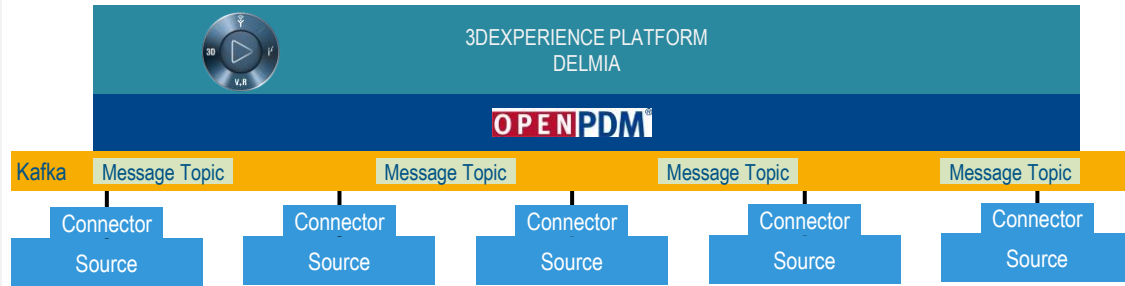 3DEXPERIENCE PLATFORM
DELMIA
3D
V,R
OPENPDM®
Kafka Message Topic Message Topic Message Topic Message Topic
Connector Connector Connector Connector Connector
Source Source Source Source Source